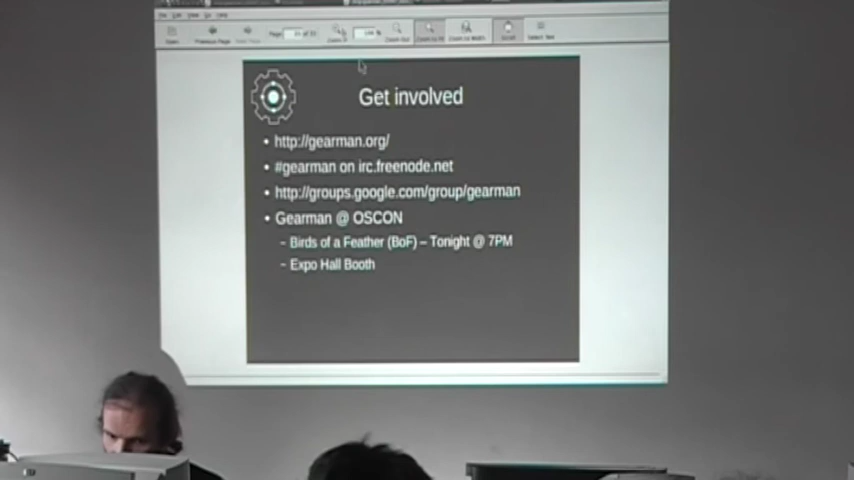 Get involved
• http://gearman.org/
• #gearman on irc.freenode.net
• http://groups.google.com/group/gearman
• Gearman @ OSCON
– Birds of a Feather (BoF) – Tonight @ 7PM
– Expo Hall Booth